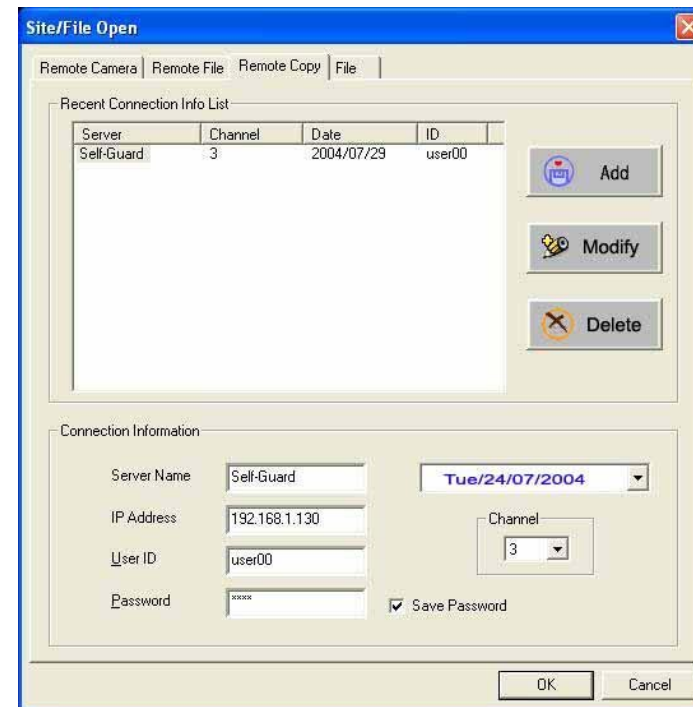 Site/File Open
Remote Camera Remote File Remote Copy File
Recent Connection Info List
Server Channel Date ID
Self-Guard 3 2004/07/29 user00
Add
Modify
Delete
Connection Information
Server Name Self-Guard Tue/24/07/2004
IP Address 192.168.1.130 Channel
User ID user00 3
Password **** Save Password
OK Cancel